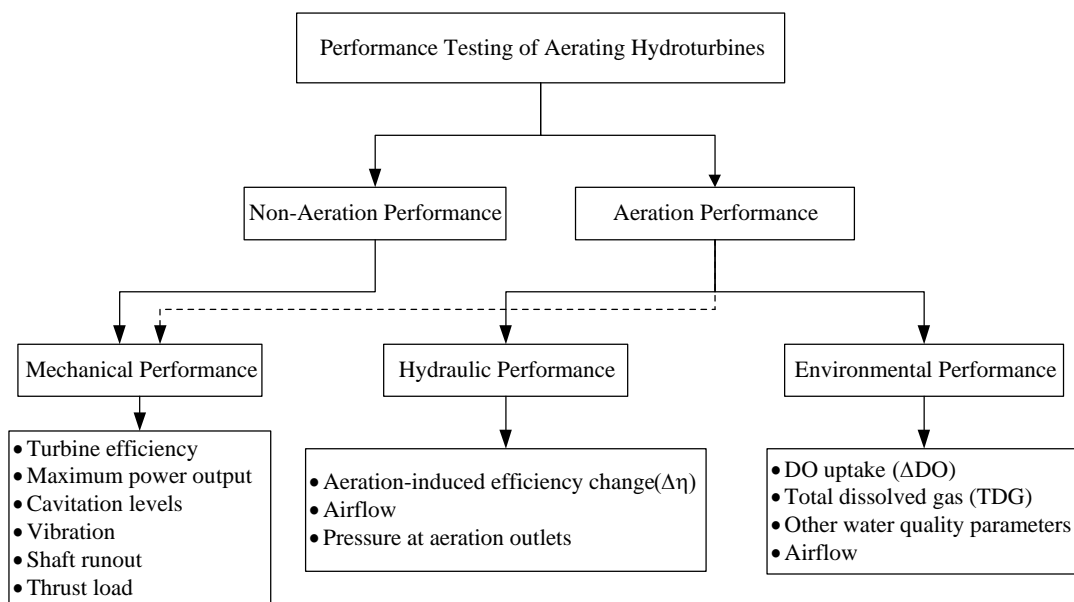 Performance Testing of Aerating Hydroturbines
Non-Aeration Performance
Aeration Performance
Mechanical Performance
Hydraulic Performance
Environmental Performance
• Turbine efficiency
• Maximum power output
• Cavitation levels
• Vibration
• Shaft runout
• Thrust load
• Aeration-induced efficiency change(Δη)
• Airflow
• Pressure at aeration outlets
• DO uptake (ΔDO)
• Total dissolved gas (TDG)
• Other water quality parameters
• Airflow